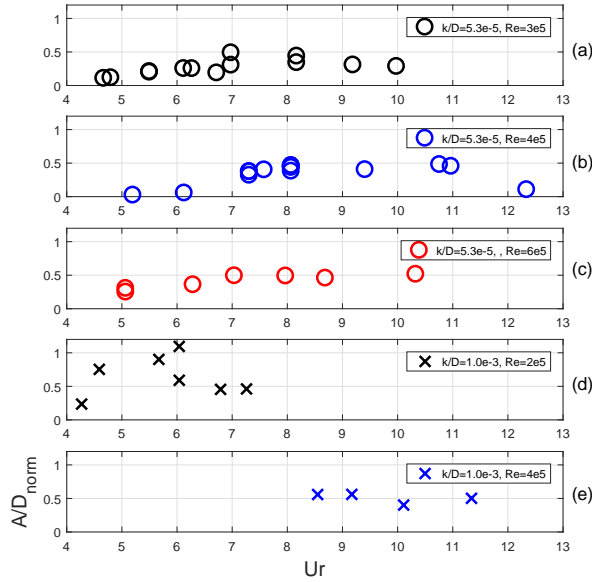 1
k/D=5.3e-5, Re=3e5
0.5
(a)
0
4 5 6 7 8 9 10 11 12 13
1
k/D=5.3e-5, Re=4e5
0.5
(b)
0
4 5 6 7 8 9 10 11 12 13
1
k/D=5.3e-5, , Re=6e5
0.5
(c)
0
4 5 6 7 8 9 10 11 12 13
1
k/D=1.0e-3, Re=2e5
0.5
(d)
0
4 5 6 7 8 9 10 11 12 13
1
k/D=1.0e-3, Re=4e5
0.5
(e)
0
4 5 6 7 8 9 10 11 12 13
A/Dnorm
Ur